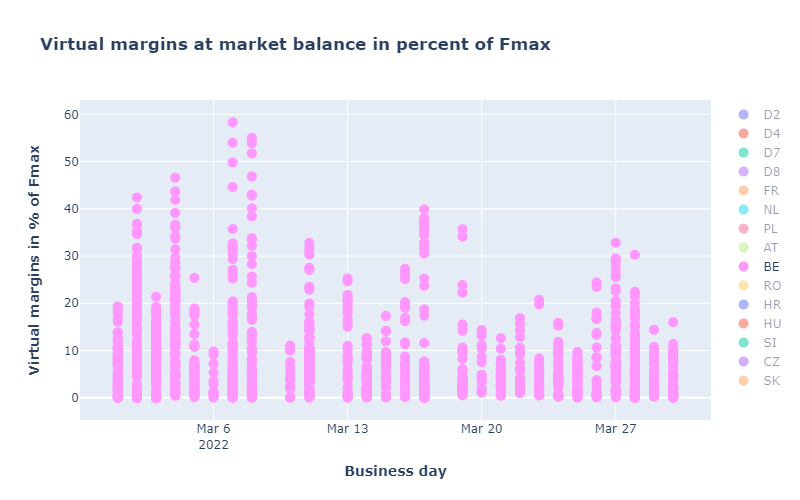 Virtual margins at market balance in percent of Fmax
Virtual margins in % of Fmax
60
50
40
30
20
10
0
Mar 6
2022
Mar 13
Mar 20
Mar 27
Business day
D2
D4
D7
D8
FR
NL
PL
AT
BE
RO
HR
HU
SI
CZ
SK